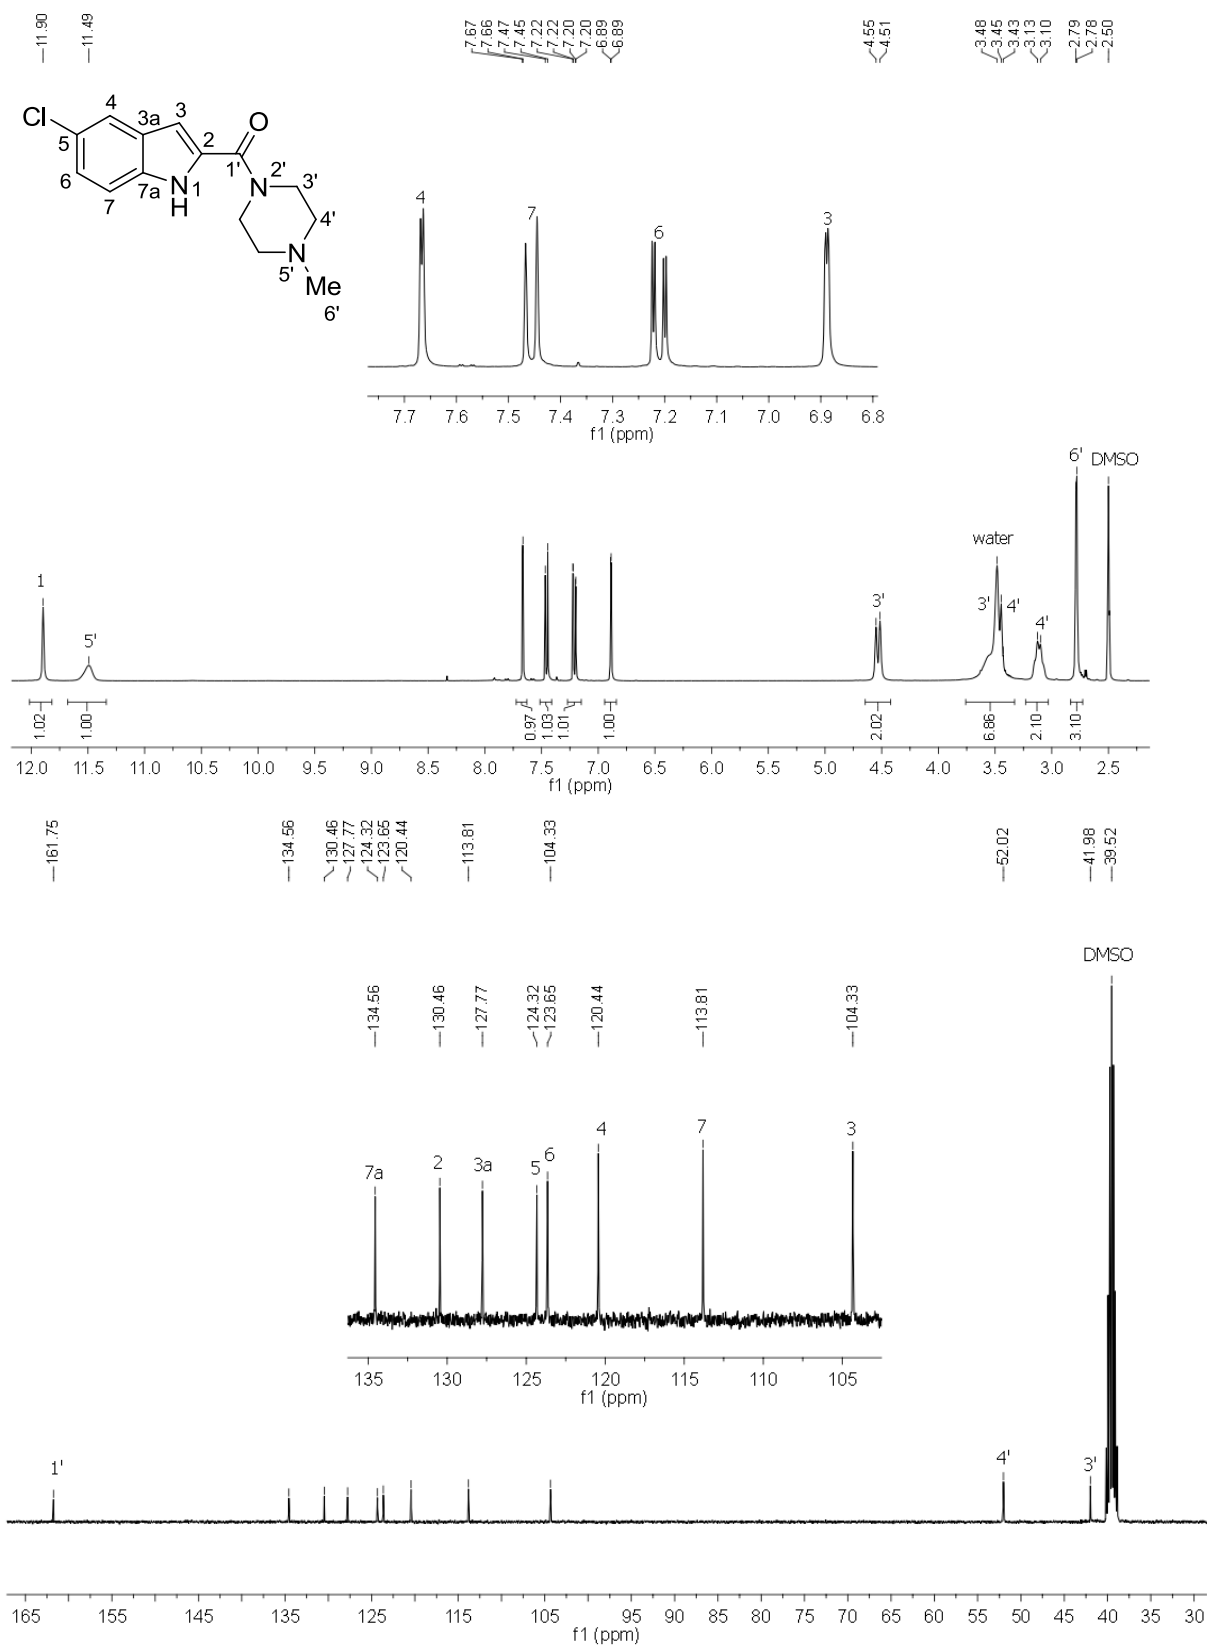 11.90 11.49 7.67 7.66 7.47 7.45 7.22 7.22 7.20 7.20 6.89 6.89 4.55 4.51 3.48 3.45 3.43 3.13 3.10 2.79 2.78 2.50
Cl 4 3a 3 O
5 2
6 7a N 1 1' N 2' 3'
7 H 4'
N
5' Me
6'
4 7 6 3
7.7 7.6 7.5 7.4 7.3 7.2 7.1 7.0 6.9 6.8
f1 (ppm)
6' DMSO
water
1 5' 3' 3' 4' 4'
1.02 1.00 0.97 1.03 1.01 1.00 2.02 6.86 2.10 3.10
12.0 11.5 11.0 10.5 10.0 9.5 9.0 8.5 8.0 7.5 7.0 6.5 6.0 5.5 5.0 4.5 4.0 3.5 3.0 2.5
f1 (ppm)
161.75 134.56 130.46 127.77 124.32 123.65 120.44 113.81 104.33 52.02 41.98 39.52
DMSO
134.56 130.46 127.77 124.32 123.65 120.44 113.81 104.33
7a 2 3a 5 6 4 7 3
135 130 125 120 115 110 105
f1 (ppm)
1' 4' 3'
165 155 145 135 125 115 105 95 90 85 80 75 70 65 60 55 50 45 40 35 30
f1 (ppm)